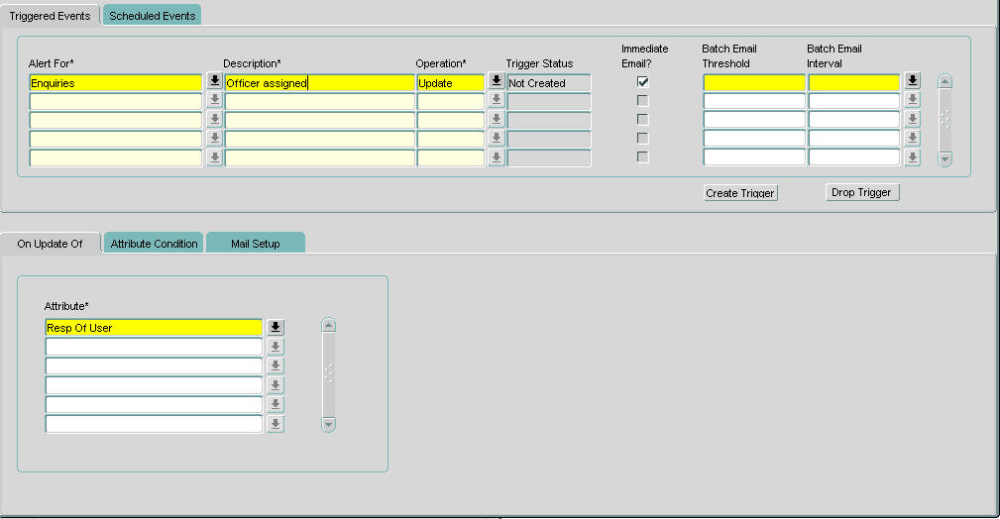 Triggered Events Scheduled Events
Immediate Batch Email Batch Email
Alert For* Description* Operation* Trigger Status Email? Threshold Interval
Enquiries Officer assigned Update Not Created
Create Trigger Drop Trigger
On Update Of Attribute Condition Mail Setup
Attribute*
Resp Of User